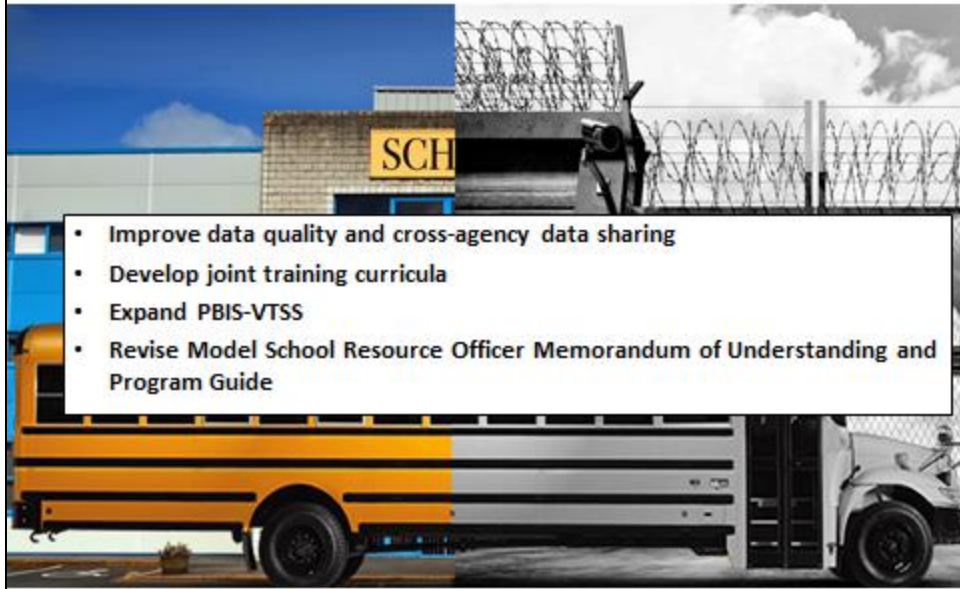 SCH
• Improve data quality and cross-agency data sharing
• Develop joint training curricula
• Expand PBIS-VTSS
• Revise Model School Resource Officer Memorandum of Understanding and
Program Guide